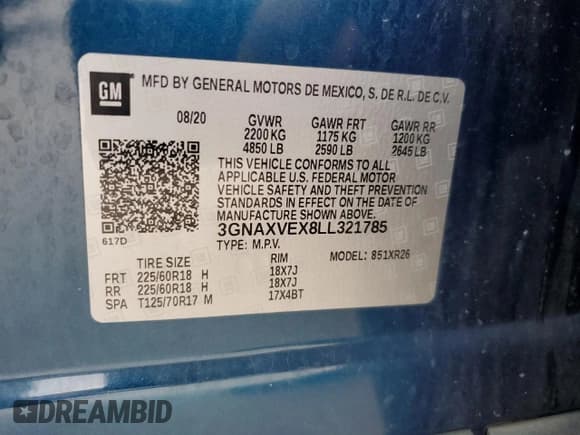 GM
MFD BY GENERAL MOTORS DE MEXICO, S. DE R.L. DE C.V.
08/20 GVWR GAWR FRT GAWR RR
2200 KG 1175 KG 1200 KG
4850 LB 2590 LB 2645 LB
THIS VEHICLE CONFORMS TO ALL
APPLICABLE U.S. FEDERAL MOTOR
VEHICLE SAFETY AND THEFT PREVENTION
STANDARDS IN EFFECT ON THE DATE OF
MANUFACTURE SHOWN ABOVE.
617D 3GNAXVEX8LL321785
TYPE: M.P.V. MODEL: 851XR26
TIRE SIZE RIM
FRT 225/60R18 H 18X7J
RR 225/60R18 H 18X7J
SPA T125/70R17 M 17X4BT
DREAMBID